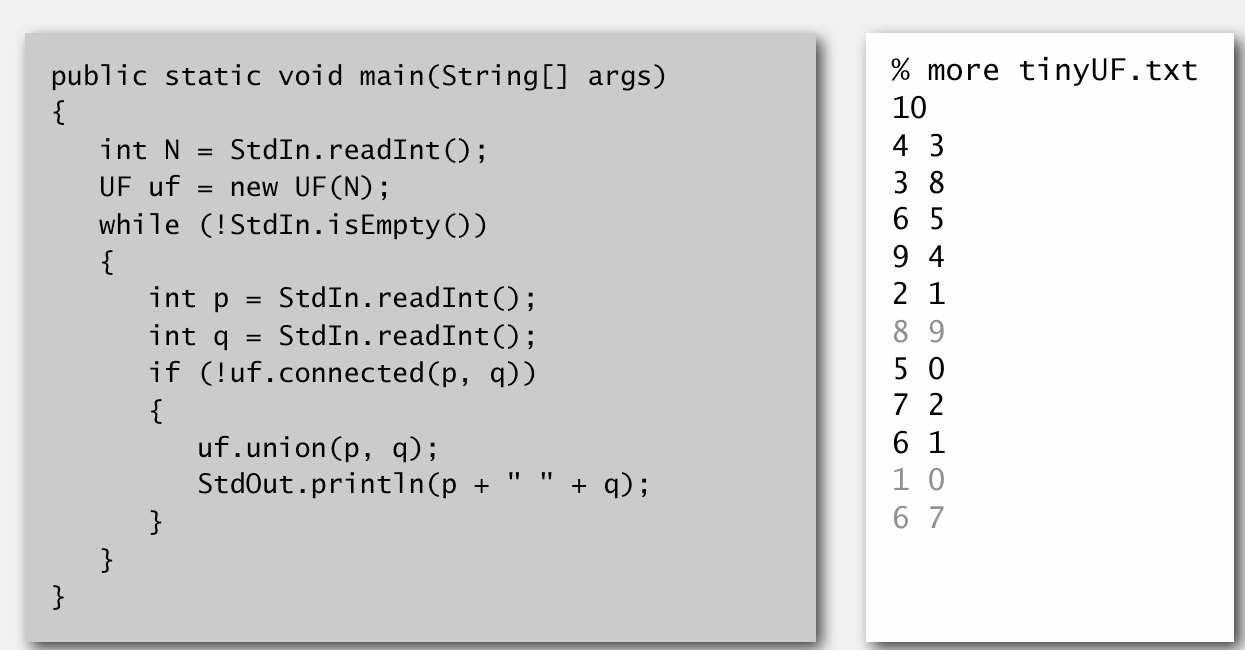 public static void main(String[] args)
{
   int N = StdIn.readInt();
   UF uf = new UF(N);
   while (!StdIn.isEmpty())
   {
      int p = StdIn.readInt();
      int q = StdIn.readInt();
      if (!uf.connected(p, q))
      {
         uf.union(p, q);
         StdOut.println(p + " " + q);
      }
   }
}
% more tinyUF.txt
10
4 3
3 8
6 5
9 4
2 1
8 9
5 0
7 2
6 1
1 0
6 7